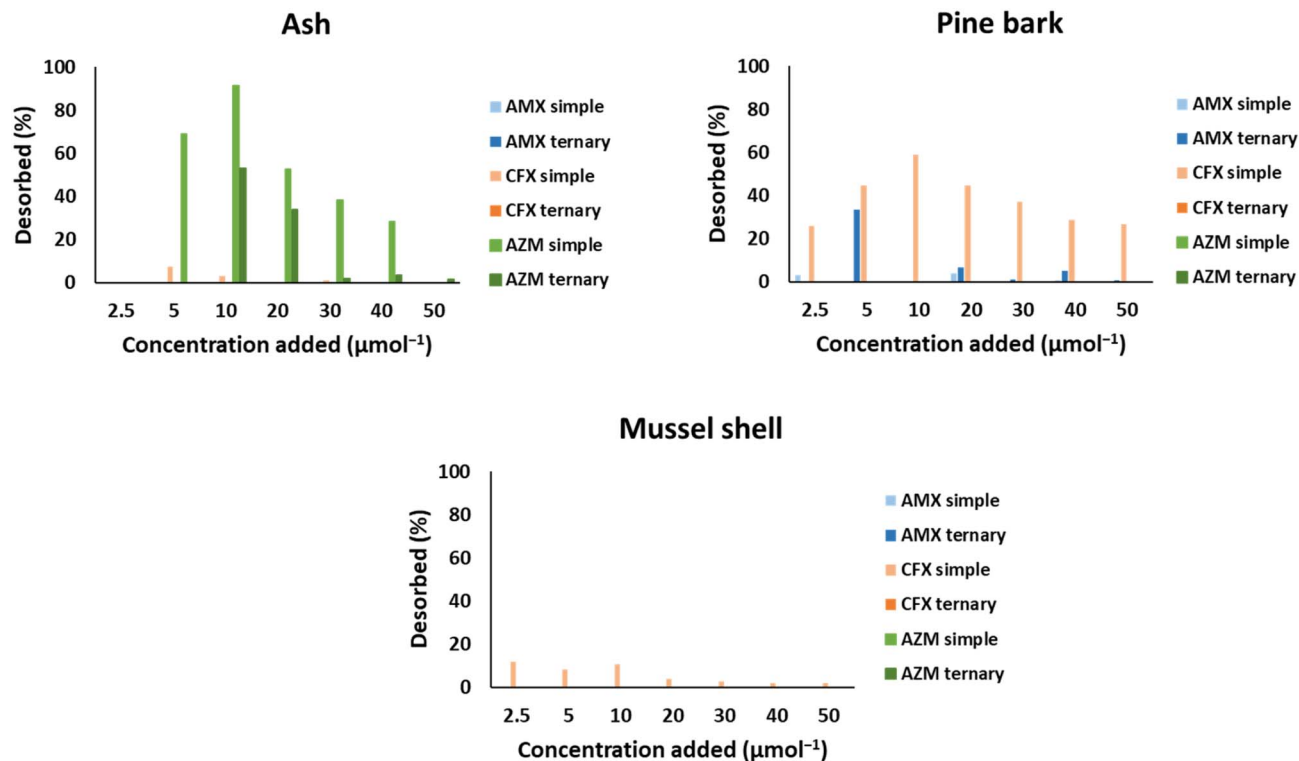 Ash
Desorbed (%)
100
80
60
40
20
0
2.5 5 10 20 30 40 50
Concentration added (µmol⁻¹)
AMX simple
AMX ternary
CFX simple
CFX ternary
AZM simple
AZM ternary
Pine bark
Desorbed (%)
100
80
60
40
20
0
2.5 5 10 20 30 40 50
Concentration added (µmol⁻¹)
AMX simple
AMX ternary
CFX simple
CFX ternary
AZM simple
AZM ternary
Mussel shell
Desorbed (%)
100
80
60
40
20
0
2.5 5 10 20 30 40 50
Concentration added (µmol⁻¹)
AMX simple
AMX ternary
CFX simple
CFX ternary
AZM simple
AZM ternary